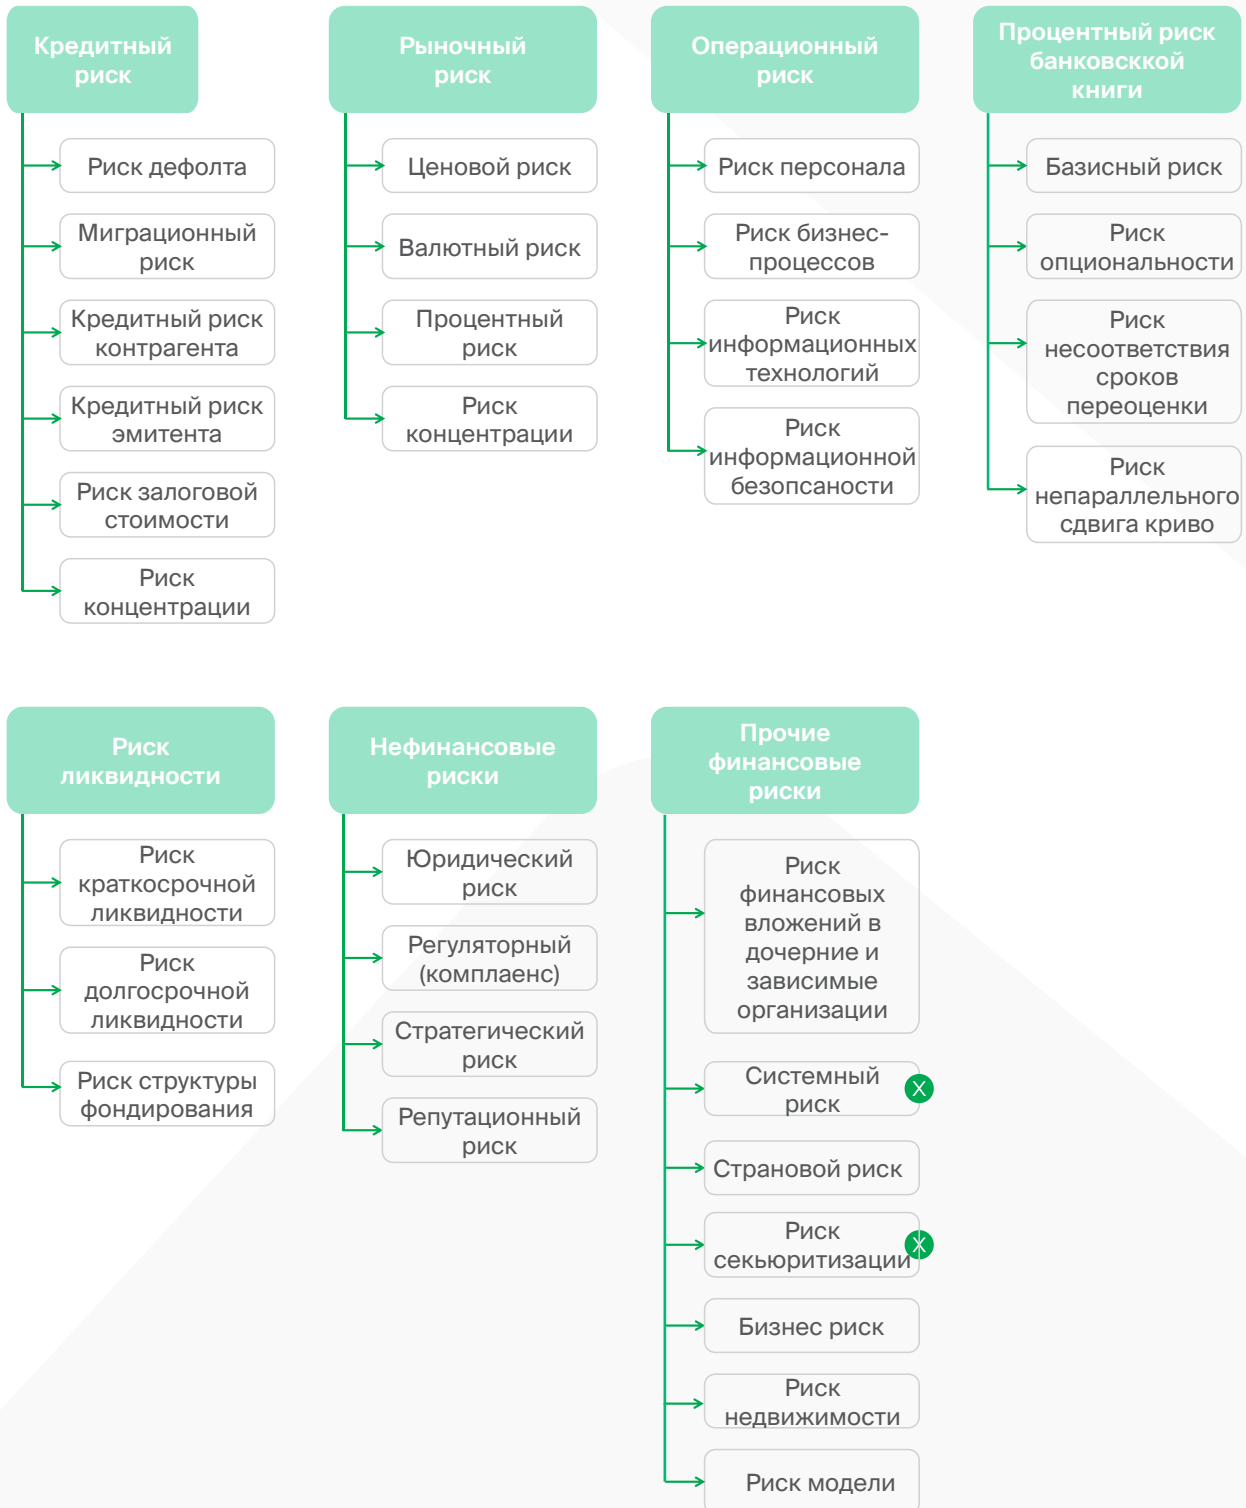 Кредитный
риск
Риск дефолта
Миграционный
риск
Кредитный риск
контрагента
Кредитный риск
эмитента
Риск залоговой
стоимости
Риск
концентрации
Рыночный
риск
Ценовой риск
Валютный риск
Процентный
риск
Риск
концентрации
Операционный
риск
Риск персонала
Риск бизнес-
процессов
Риск
информационных
технологий
Риск
информационной
безопсаности
Процентный риск
банковсккой
книги
Базисный риск
Риск
опциональности
Риск
несоответствия
сроков
переоценки
Риск
непараллельного
сдвига криво
Риск
ликвидности
Риск
краткосрочной
ликвидности
Риск
долгосрочной
ликвидности
Риск структуры
фондирования
Нефинансовые
риски
Юридический
риск
Регуляторный
(комплаенс)
Стратегический
риск
Репутационный
риск
Прочие
финансовые
риски
Риск
финансовых
вложений в
дочерние и
зависимые
организации
Системный
риск
X
Страновой риск
Риск
секьюритизации
X
Бизнес риск
Риск
недвижимости
Риск модели